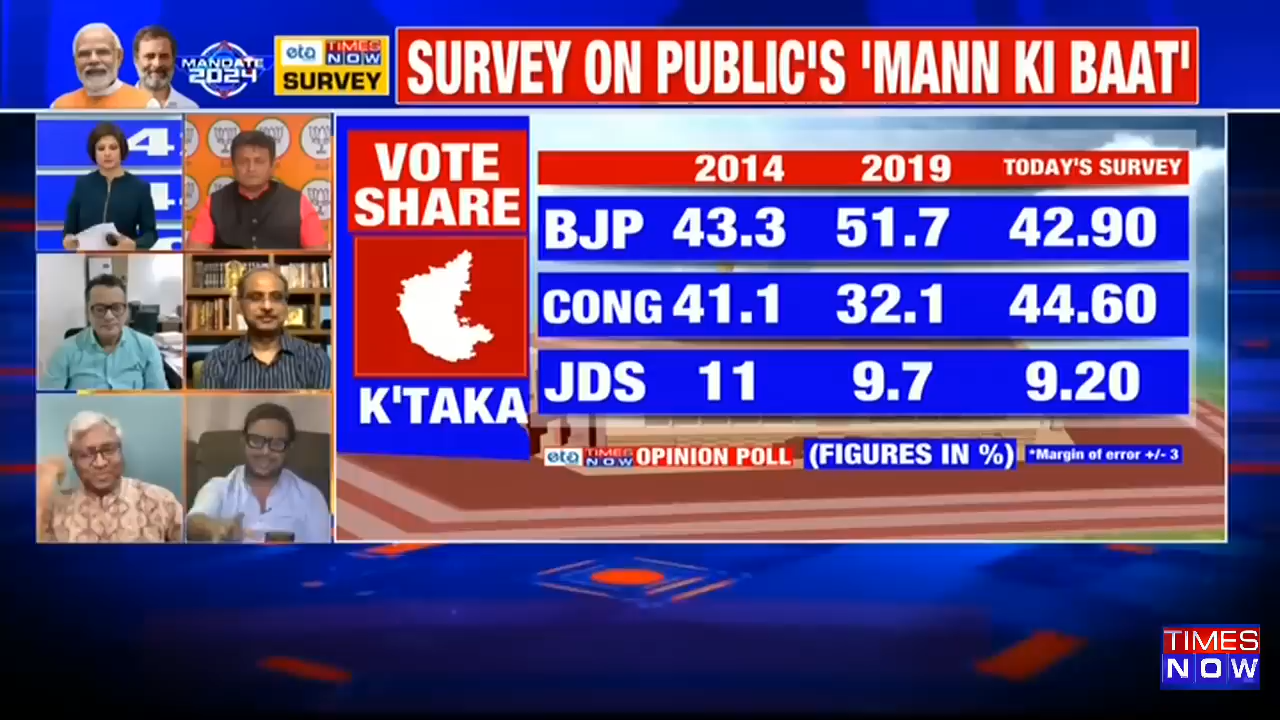 MANDATE
2024
eta TIMES NOW
SURVEY
SURVEY ON PUBLIC'S 'MANN KI BAAT'
VOTE
SHARE
K'TAKA
2014 2019 TODAY'S SURVEY
BJP 43.3 51.7 42.90
CONG 41.1 32.1 44.60
JDS 11 9.7 9.20
eta TIMES NOW OPINION POLL (FIGURES IN %) *Margin of error +/- 3
4
TIMES
NOW